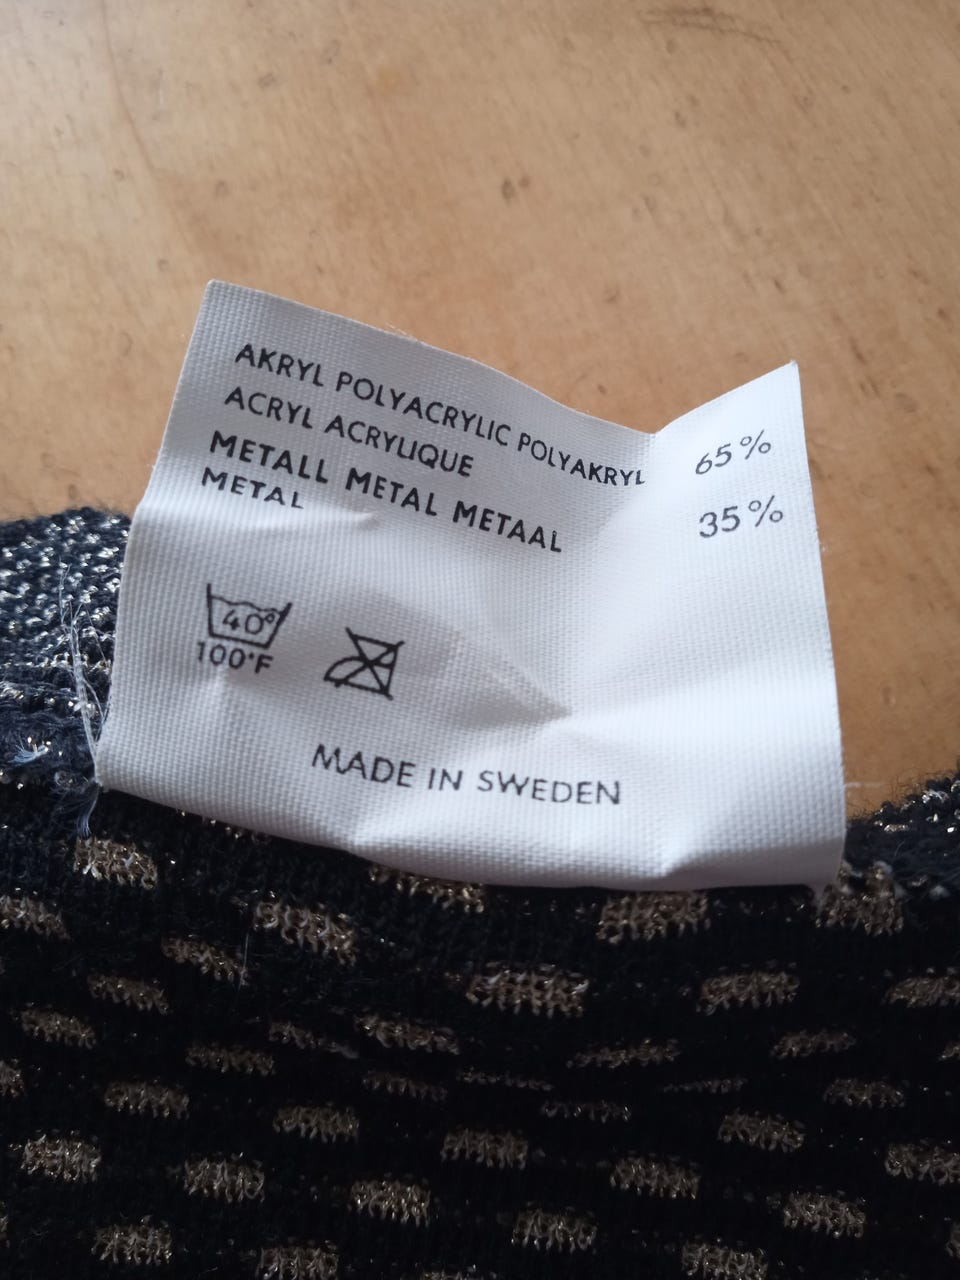 AKRYL POLYACRYLIC POLYAKRYL 65%
ACRYL ACRYLIQUE
METALL METAL METAAL 35%
METAL
40°
100°F
MADE IN SWEDEN